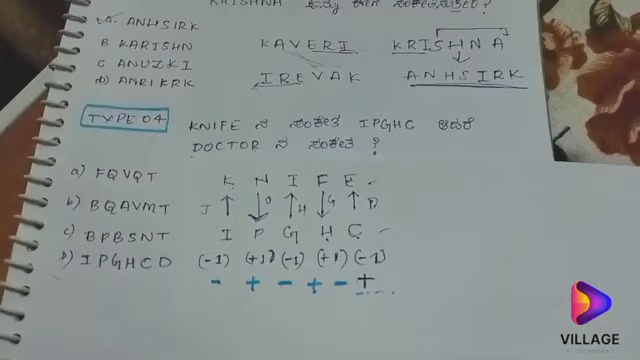 KRISHNA ನ್ನು ಹೀಗೆ ಸಂಕೇತಿಸುತ್ತೀರಿ?
a. ANHSIRK
B KARISHN KAVERI. KRISHNA
C ANUZKI
d) ANRIKRK IREVAK ANHSIRK
TYPE 04 KNIFE ನ ಸಂಕೇತ IPGHC ಆದರೆ
DOCTOR ನ ಸಂಕೇತ ?
a) FQVQT K N I F E
b) BQAVMT J O H G D
c) BPBSNT I P G H C
D) IPGHCD (-1) (+1) (-1) (+1) (-1)
- + - + - +
VILLAGE